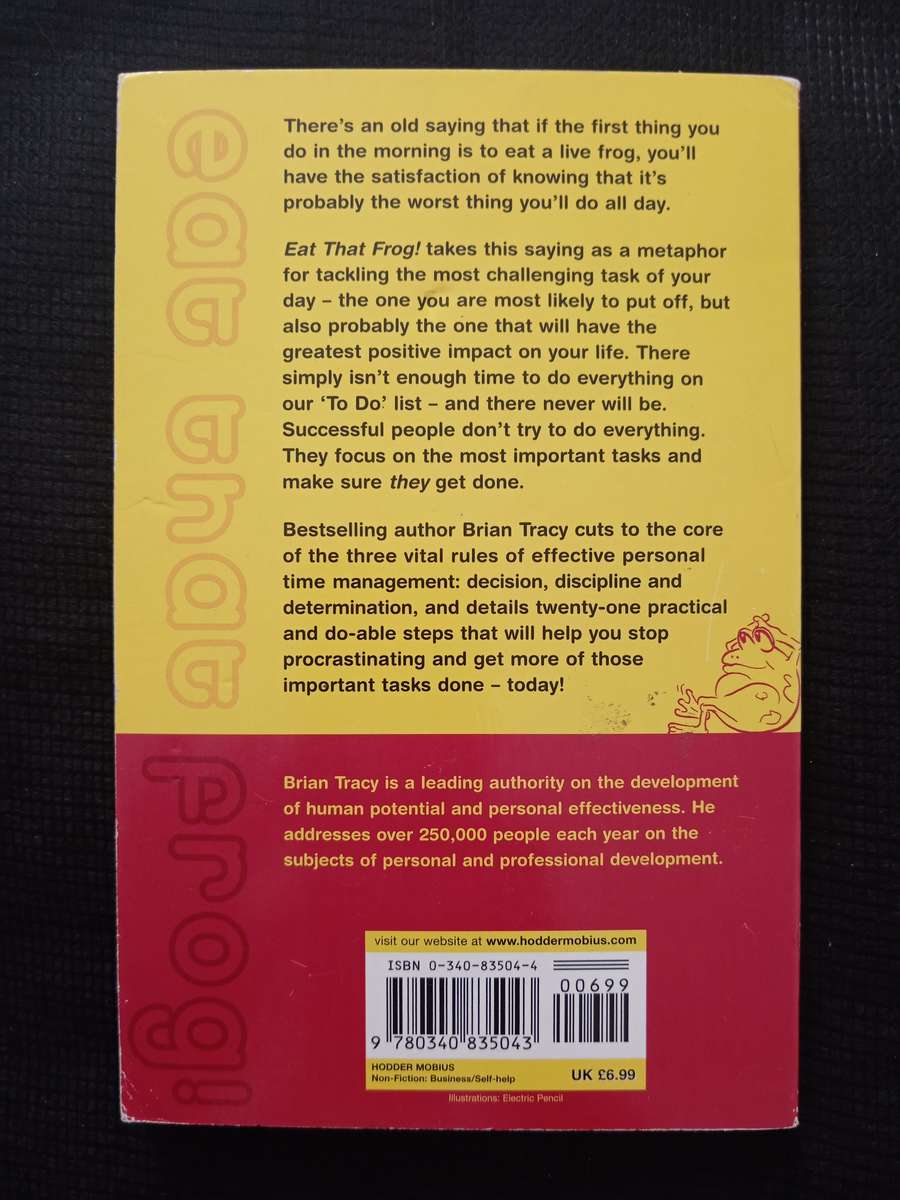 eat that frog!
There's an old saying that if the first thing you
do in the morning is to eat a live frog, you'll
have the satisfaction of knowing that it's
probably the worst thing you'll do all day.
Eat That Frog! takes this saying as a metaphor
for tackling the most challenging task of your
day – the one you are most likely to put off, but
also probably the one that will have the
greatest positive impact on your life. There
simply isn't enough time to do everything on
our 'To Do' list – and there never will be.
Successful people don't try to do everything.
They focus on the most important tasks and
make sure they get done.
Bestselling author Brian Tracy cuts to the core
of the three vital rules of effective personal
time management: decision, discipline and
determination, and details twenty-one practical
and do-able steps that will help you stop
procrastinating and get more of those
important tasks done – today!
Brian Tracy is a leading authority on the development
of human potential and personal effectiveness. He
addresses over 250,000 people each year on the
subjects of personal and professional development.
visit our website at www.hoddermobius.com
ISBN 0-340-83504-4
00699
9 780340 835043
HODDER MOBIUS
Non-Fiction: Business/Self-help
UK £6.99
Illustrations: Electric Pencil